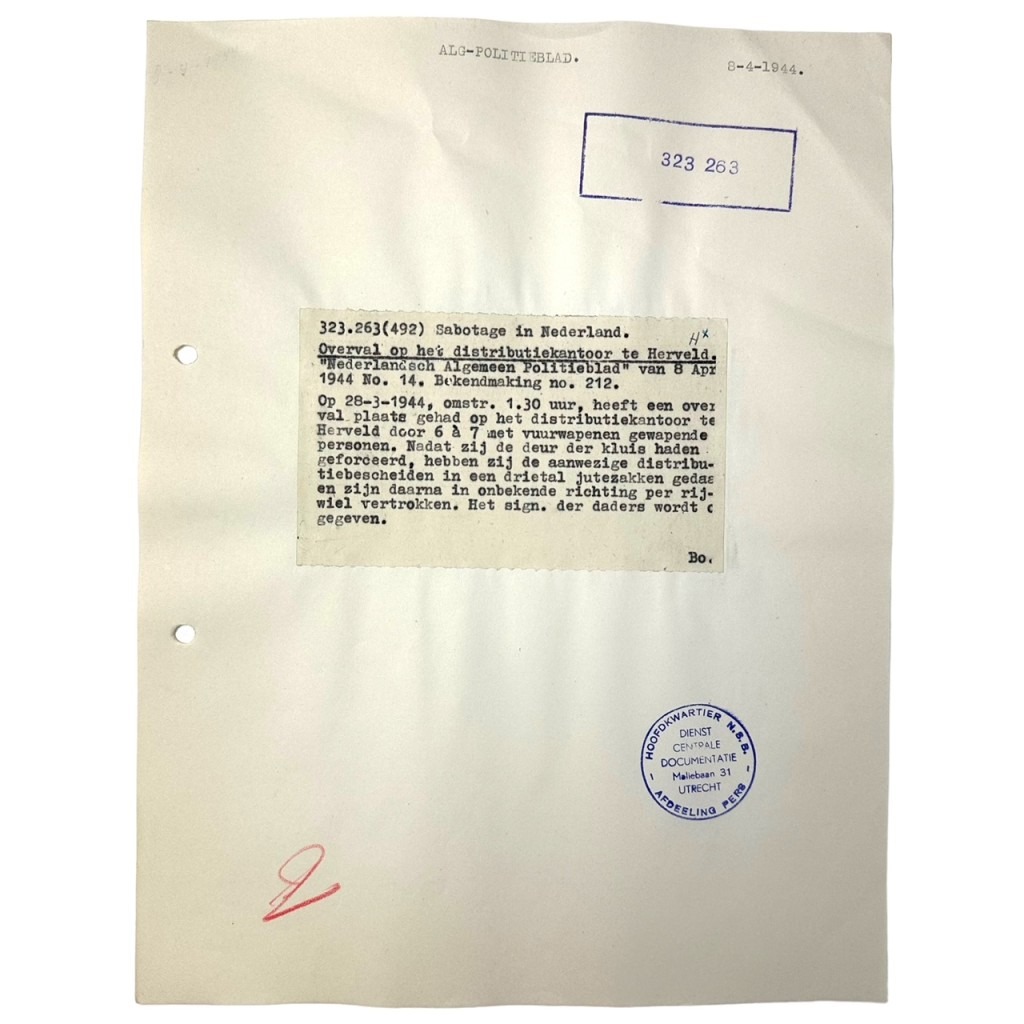 ALG-POLITIEBLAD.
8-4-1944.
323 263
323.263(492) Sabotage in Nederland.
H*
Overval op het distributiekantoor te Herveld.
"Nederlandsch Algemeen Politieblad" van 8 Apr
1944 No. 14. Bekendmaking no. 212.
Op 28-3-1944, omstr. 1.30 uur, heeft een over
val plaats gehad op het distributiekantoor te
Herveld door 6 à 7 met vuurwapenen gewapende
personen. Nadat zij de deur der kluis haden
geforceerd, hebben zij de aanwezige distribu-
tiebescheiden in een drietal jutezakken gedaa
en zijn daarna in onbekende richting per rij-
wiel vertrokken. Het sign. der daders wordt
gegeven.
Bo.
HOOFDKWARTIER N.S.B.
DIENST
CENTRALE
DOCUMENTATIE
Maliebaan 31
UTRECHT
AFDEELING PERS